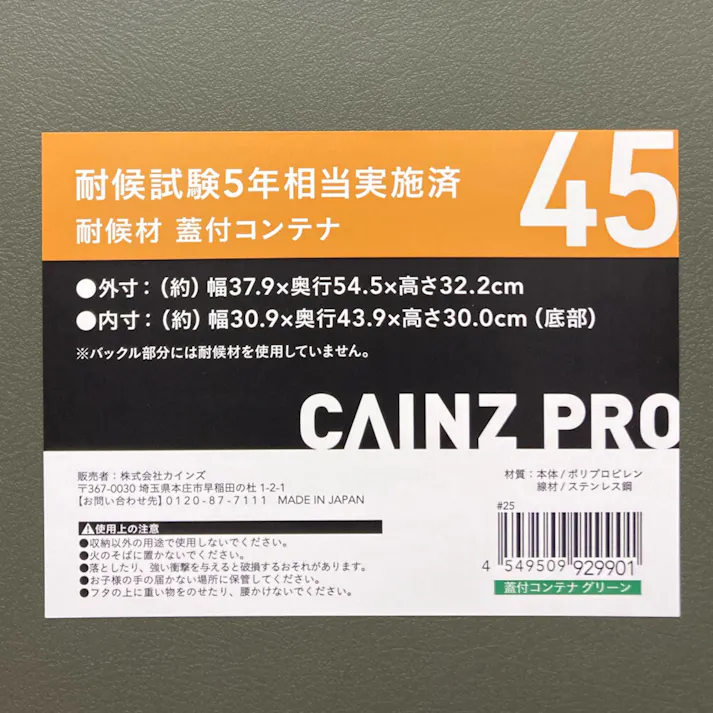 耐候試験5年相当実施済
耐候材 蓋付コンテナ
45
●外寸：（約）幅37.9×奥行54.5×高さ32.2cm
●内寸：（約）幅30.9×奥行43.9×高さ30.0cm（底部）
※バックル部分には耐候材を使用していません。
CAINZ PRO
販売者：株式会社カインズ
〒367-0030 埼玉県本庄市早稲田の杜 1-2-1
【お問い合わせ先】0120-87-7111 MADE IN JAPAN
⚠使用上の注意
●収納以外の用途で使用しないでください。
●火のそばに置かないでください。
●落としたり、強い衝撃を与えると破損するおそれがあります。
●お子様の手の届かない場所に保管してください。
●フタの上に重い物をのせたり、腰かけないでください。
材質：本体/ポリプロピレン
線材/ステンレス鋼
#25
4 549509 929901
蓋付コンテナ グリーン